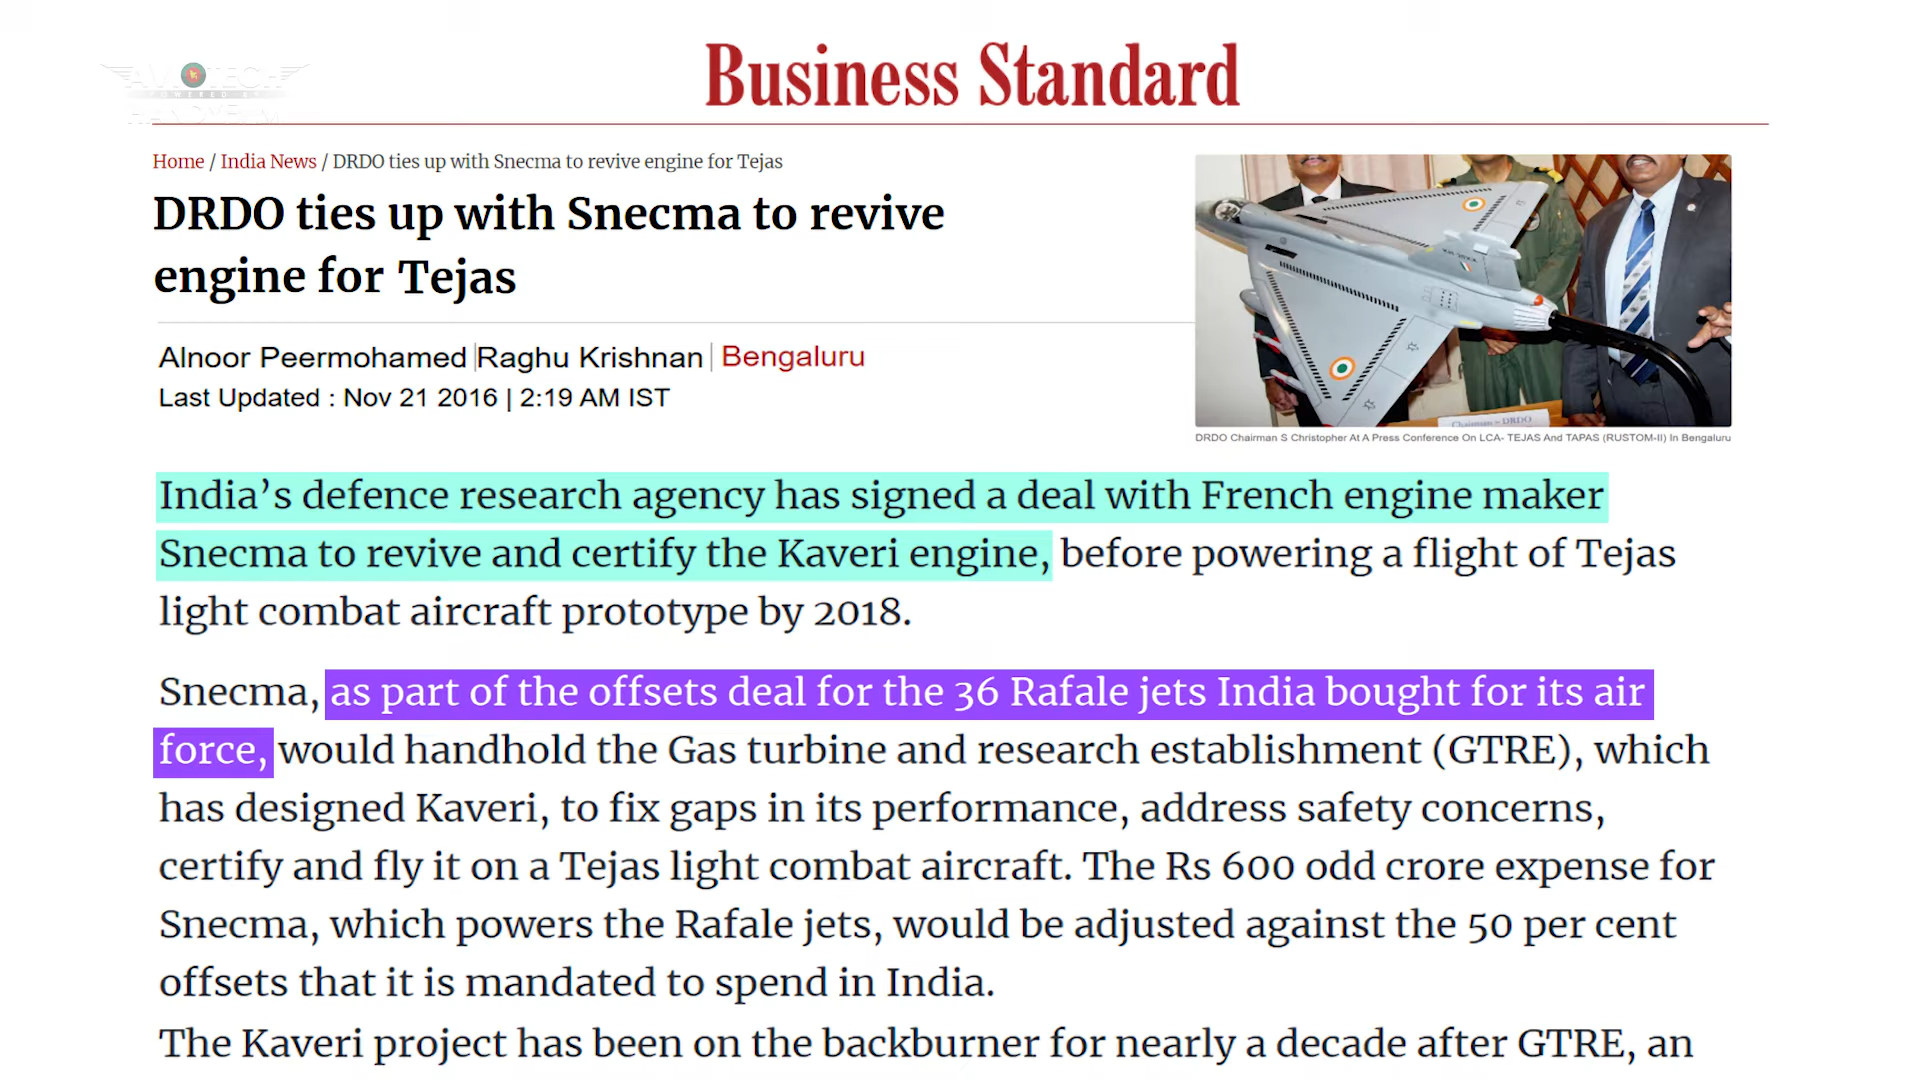 AVIOTECH
POWERED BY
Business Standard
Home / India News / DRDO ties up with Snecma to revive engine for Tejas
DRDO ties up with Snecma to revive
engine for Tejas
Alnoor Peermohamed | Raghu Krishnan | Bengaluru
Last Updated : Nov 21 2016 | 2:19 AM IST
Chairman - DRDO
DRDO Chairman S Christopher At A Press Conference On LCA- TEJAS And TAPAS (RUSTOM-II) In Bengaluru
India’s defence research agency has signed a deal with French engine maker
Snecma to revive and certify the Kaveri engine, before powering a flight of Tejas
light combat aircraft prototype by 2018.
Snecma, as part of the offsets deal for the 36 Rafale jets India bought for its air
force, would handhold the Gas turbine and research establishment (GTRE), which
has designed Kaveri, to fix gaps in its performance, address safety concerns,
certify and fly it on a Tejas light combat aircraft. The Rs 600 odd crore expense for
Snecma, which powers the Rafale jets, would be adjusted against the 50 per cent
offsets that it is mandated to spend in India.
The Kaveri project has been on the backburner for nearly a decade after GTRE, an